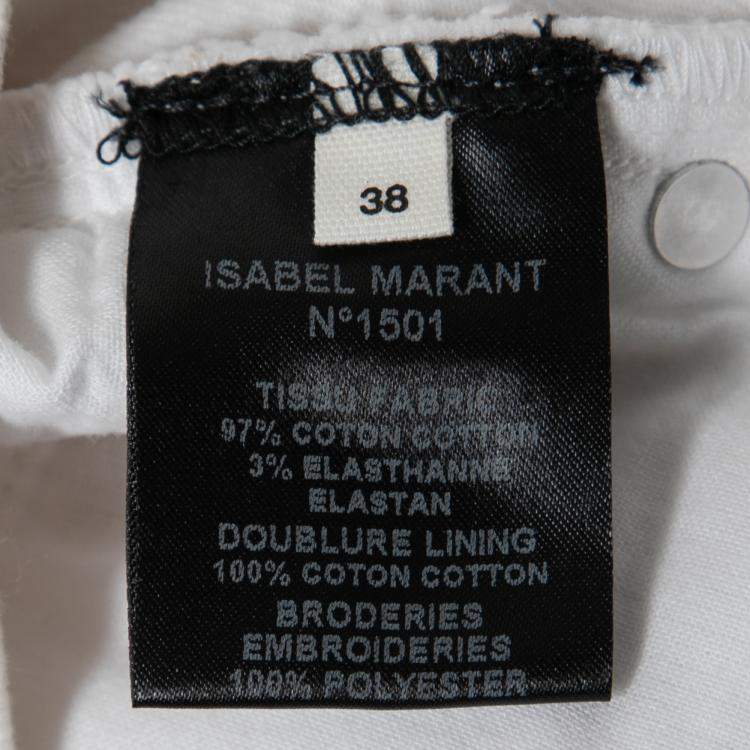 38
ISABEL MARANT
N°1501
TISSU FABRIC
97% COTON COTTON
3% ELASTHANNE
ELASTAN
DOUBLURE LINING
100% COTON COTTON
BRODERIES
EMBROIDERIES
100% POLYESTER